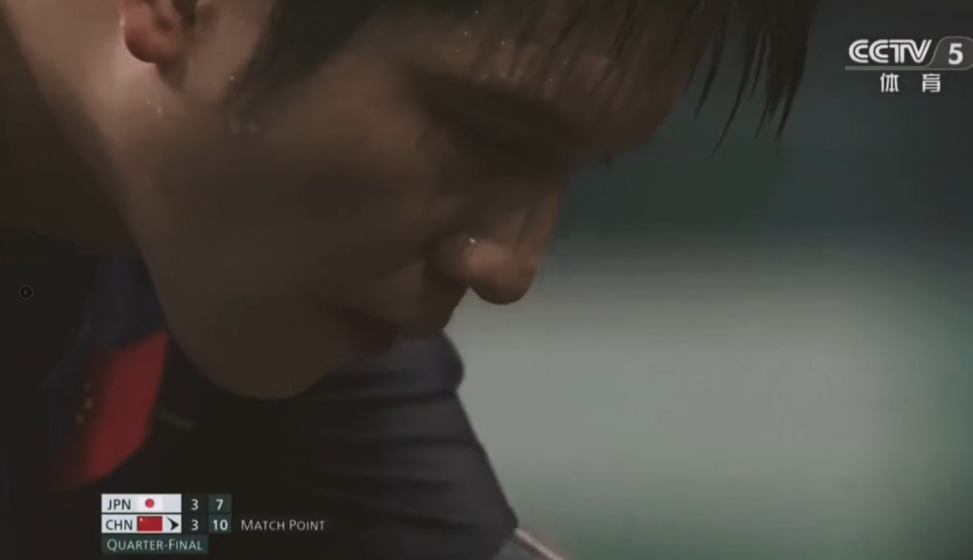 CCTV 5
体育
JPN 3 7
CHN 3 10 MATCH POINT
QUARTER-FINAL